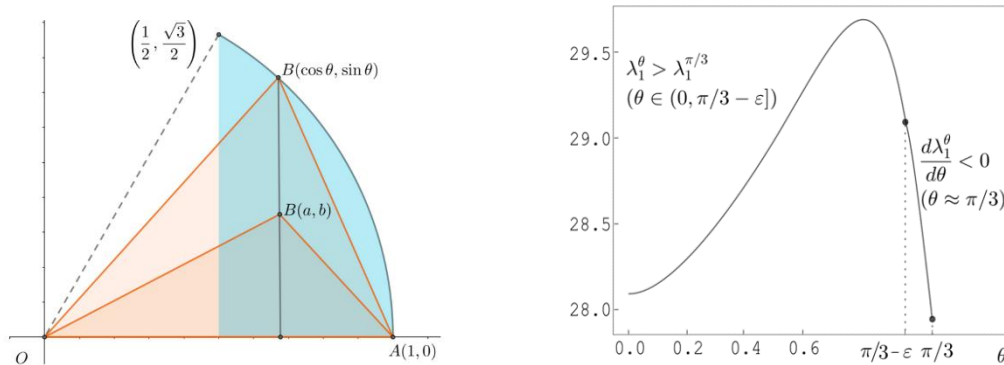 (1/2, √3/2)
B(cos θ, sin θ)
B(a, b)
O
A(1, 0)
29.5
29.0
28.5
28.0
λ₁^θ > λ₁^{π/3}
(θ ∈ (0, π/3 − ε])
dλ₁^θ/dθ < 0
(θ ≈ π/3)
0.0 0.2 0.4 0.6 π/3−ε π/3 θ